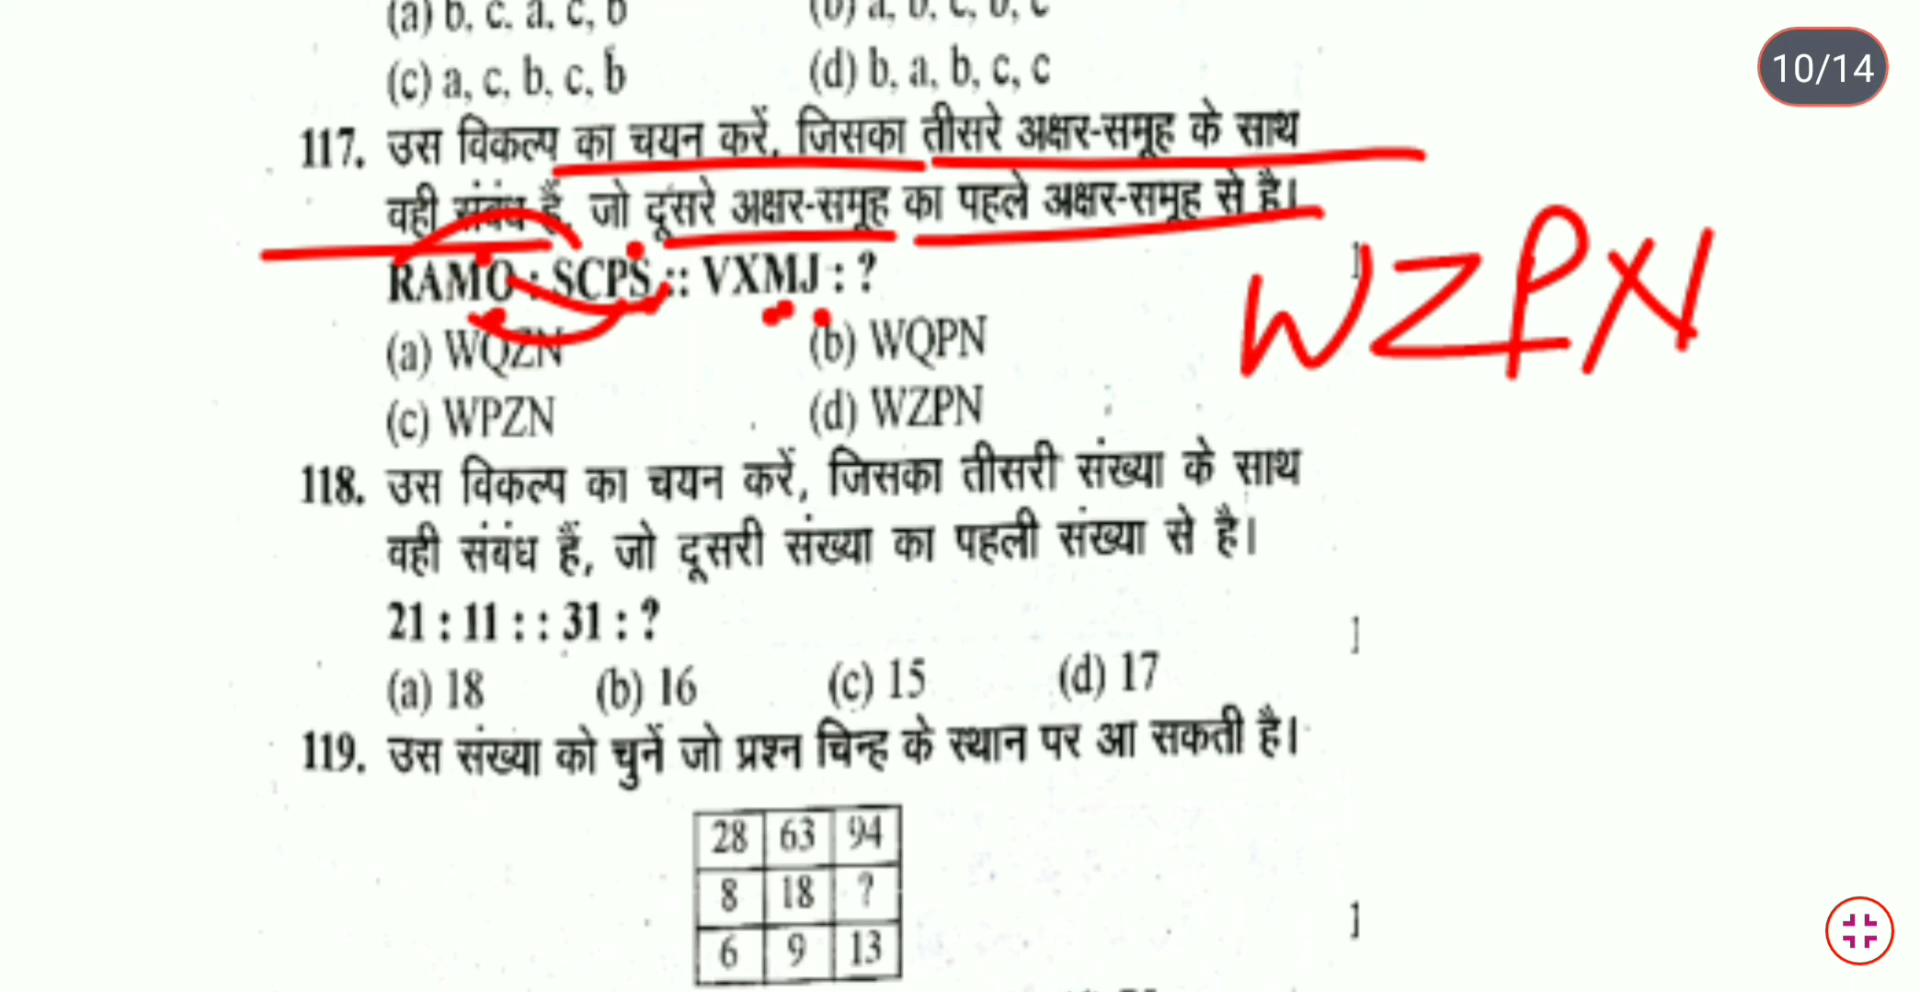 (a) b, c, a, c, b (b) a, b, c, b, c
(c) a, c, b, c, b (d) b, a, b, c, c
10/14
117. उस विकल्प का चयन करें, जिसका तीसरे अक्षर-समूह के साथ
वही संबंध हैं, जो दूसरे अक्षर-समूह का पहले अक्षर-समूह से है।
RAMO : SCPS :: VXMJ : ?
WZPN
(a) WQZN (b) WQPN
(c) WPZN (d) WZPN
118. उस विकल्प का चयन करें, जिसका तीसरी संख्या के साथ
वही संबंध हैं, जो दूसरी संख्या का पहली संख्या से है।
21 : 11 : : 31 : ?
(a) 18 (b) 16 (c) 15 (d) 17
119. उस संख्या को चुनें जो प्रश्न चिन्ह के स्थान पर आ सकती है।
28 63 94
8 18 ?
6 9 13